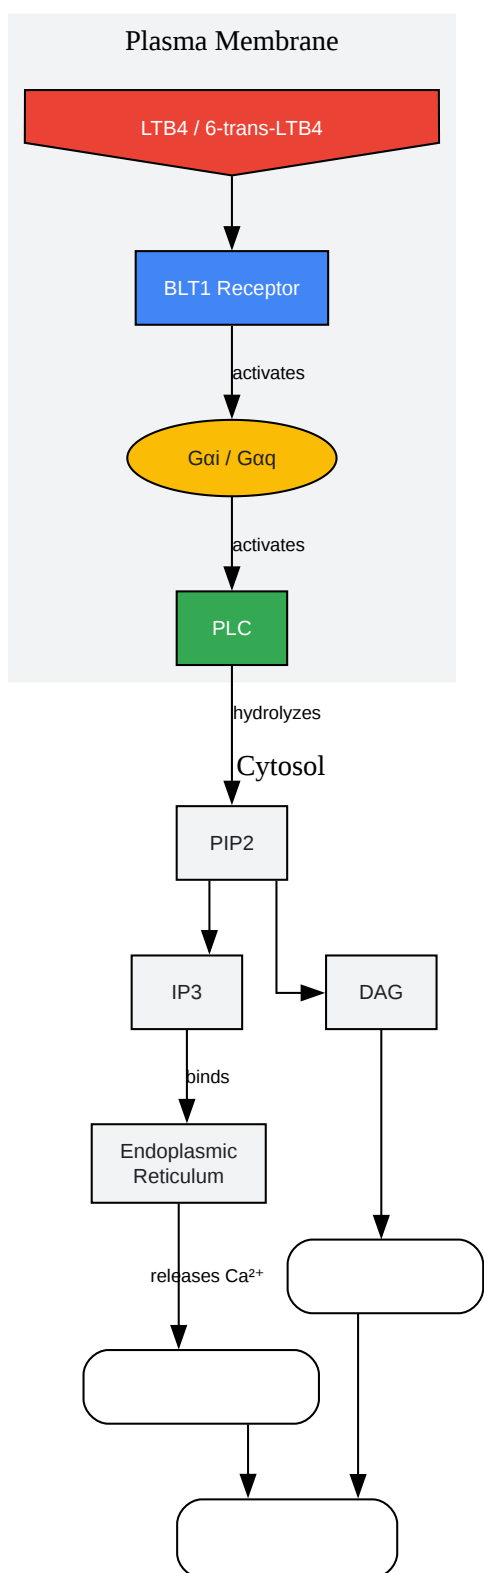 Plasma Membrane
LTB4 / 6-trans-LTB4
BLT1 Receptor
activates
Gαi / Gαq
activates
PLC
hydrolyzes
Cytosol
PIP2
IP3
DAG
binds
Endoplasmic
Reticulum
releases Ca²⁺